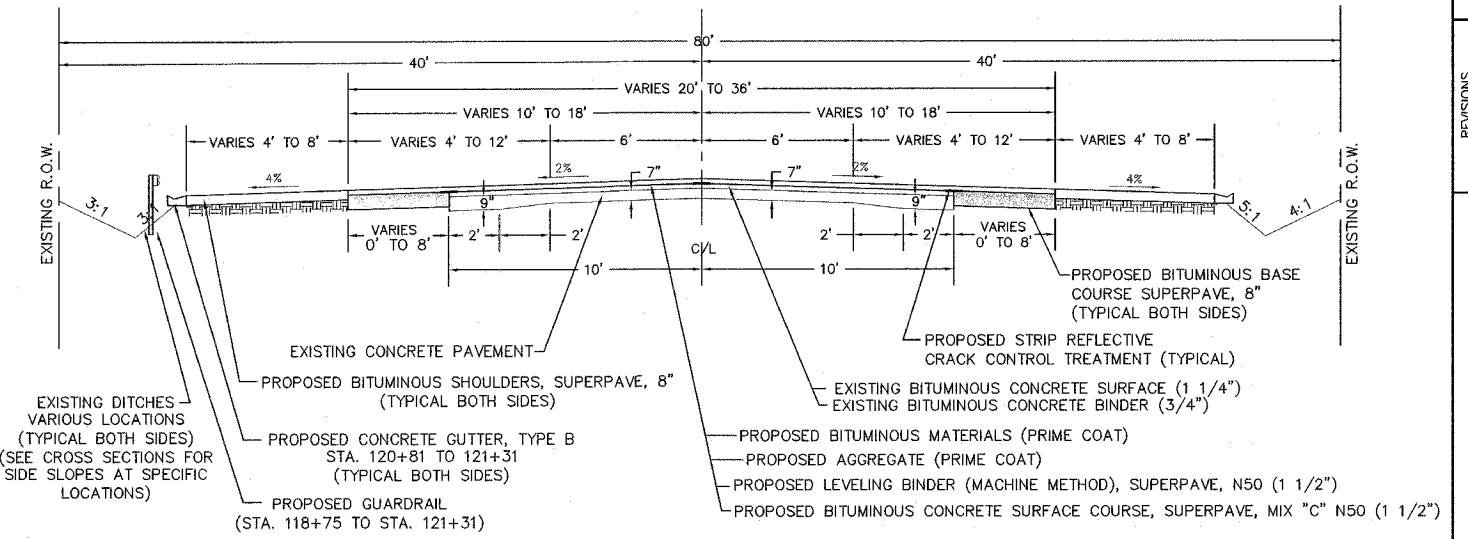 REVISIONS
80'
40' 40'
VARIES 20' TO 36'
VARIES 10' TO 18' VARIES 10' TO 18'
VARIES 4' TO 8' VARIES 4' TO 12' 6' 6' VARIES 4' TO 12' VARIES 4' TO 8'
4% 2% 7" 7" 2% 4%
EXISTING R.O.W.
3:1
3:1
9" 9"
5:1
4:1
EXISTING R.O.W.
VARIES
0' TO 8'
2' 2'
C/L
2' 2'
VARIES
0' TO 8'
10' 10'
PROPOSED BITUMINOUS BASE
COURSE SUPERPAVE, 8"
(TYPICAL BOTH SIDES)
PROPOSED STRIP REFLECTIVE
CRACK CONTROL TREATMENT (TYPICAL)
EXISTING CONCRETE PAVEMENT
PROPOSED BITUMINOUS SHOULDERS, SUPERPAVE, 8"
(TYPICAL BOTH SIDES)
EXISTING BITUMINOUS CONCRETE SURFACE (1 1/4")
EXISTING BITUMINOUS CONCRETE BINDER (3/4")
EXISTING DITCHES
VARIOUS LOCATIONS
(TYPICAL BOTH SIDES)
(SEE CROSS SECTIONS FOR
SIDE SLOPES AT SPECIFIC
LOCATIONS)
PROPOSED CONCRETE GUTTER, TYPE B
STA. 120+81 TO 121+31
(TYPICAL BOTH SIDES)
PROPOSED GUARDRAIL
(STA. 118+75 TO STA. 121+31)
PROPOSED BITUMINOUS MATERIALS (PRIME COAT)
PROPOSED AGGREGATE (PRIME COAT)
PROPOSED LEVELING BINDER (MACHINE METHOD), SUPERPAVE, N50 (1 1/2")
PROPOSED BITUMINOUS CONCRETE SURFACE COURSE, SUPERPAVE, MIX "C" N50 (1 1/2")